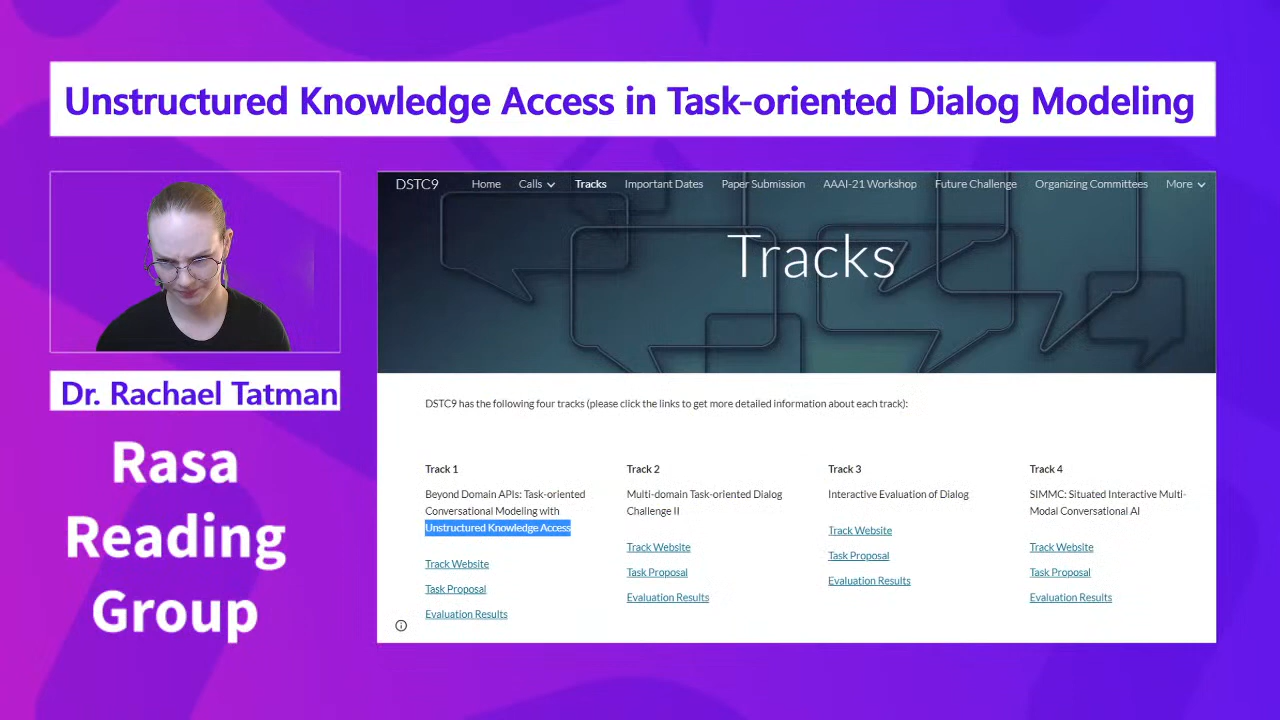 Unstructured Knowledge Access in Task-oriented Dialog Modeling
Dr. Rachael Tatman
Rasa
Reading
Group
DSTC9 Home Calls Tracks Important Dates Paper Submission AAAI-21 Workshop Future Challenge Organizing Committees More
Tracks
DSTC9 has the following four tracks (please click the links to get more detailed information about each track):
Track 1
Beyond Domain APIs: Task-oriented
Conversational Modeling with
Unstructured Knowledge Access
Track Website
Task Proposal
Evaluation Results
Track 2
Multi-domain Task-oriented Dialog
Challenge II
Track Website
Task Proposal
Evaluation Results
Track 3
Interactive Evaluation of Dialog
Track Website
Task Proposal
Evaluation Results
Track 4
SIMMC: Situated Interactive Multi-
Modal Conversational AI
Track Website
Task Proposal
Evaluation Results